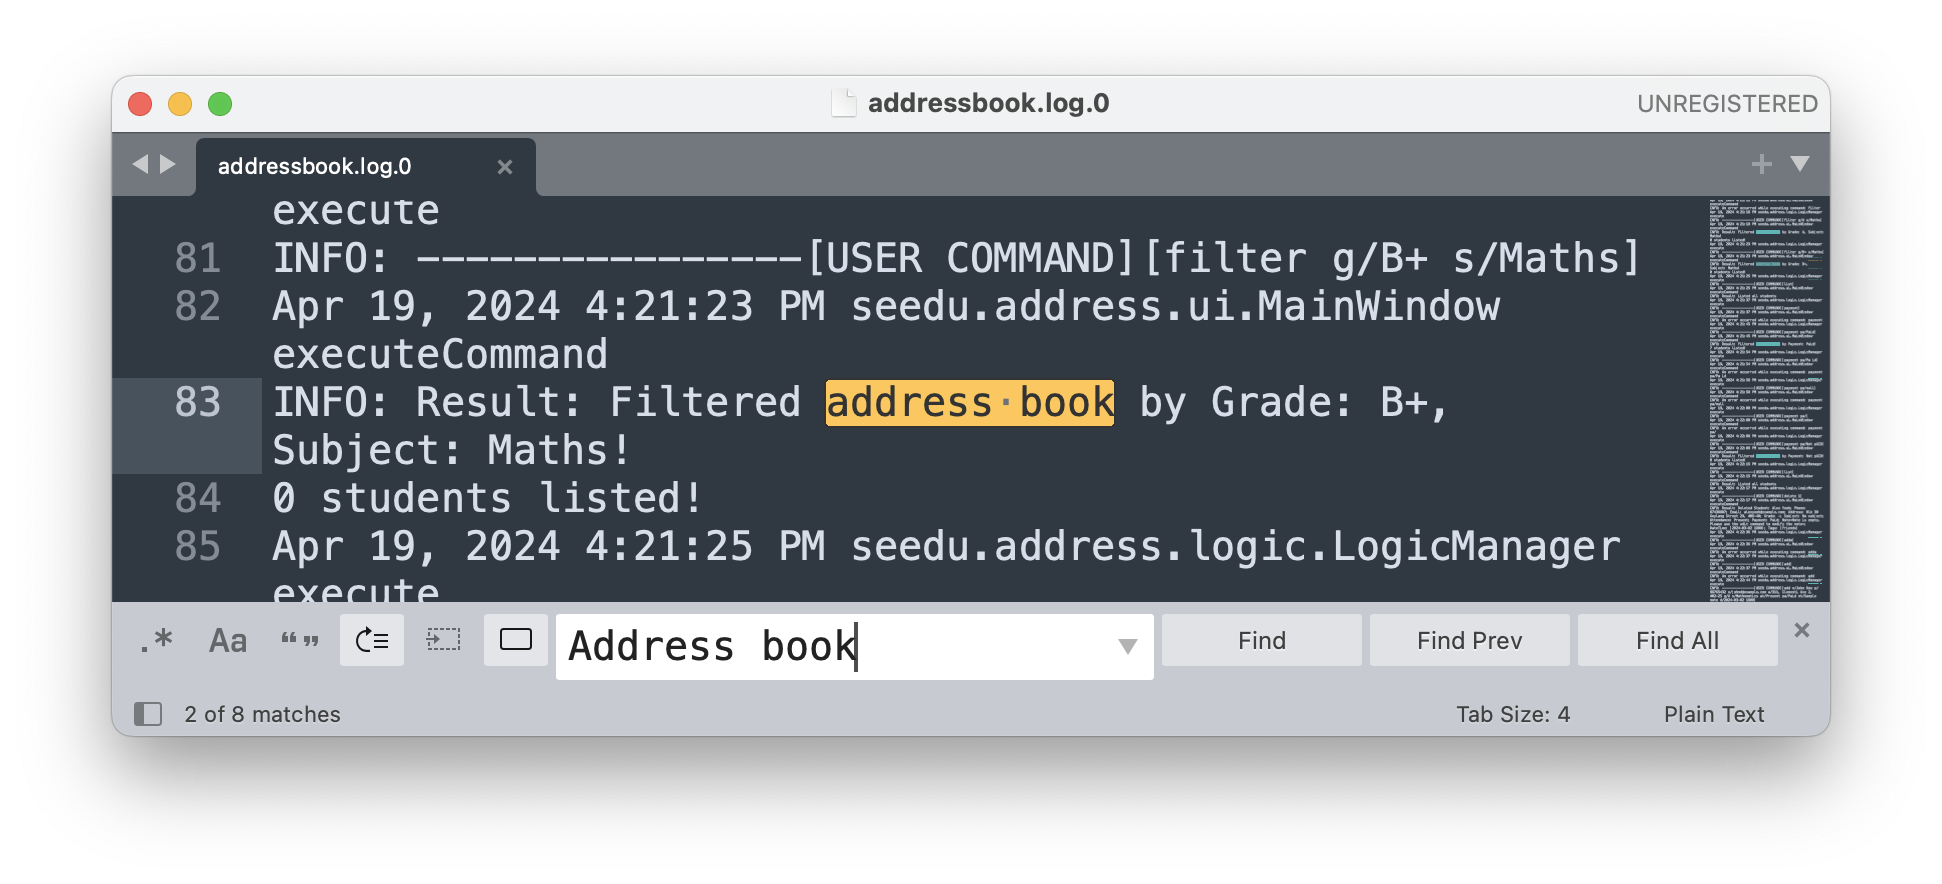 addressbook.log.0
UNREGISTERED
addressbook.log.0
execute
81 INFO: ----------------[USER COMMAND][filter g/B+ s/Maths]
82 Apr 19, 2024 4:21:23 PM seedu.address.ui.MainWindow
executeCommand
83 INFO: Result: Filtered address book by Grade: B+,
Subject: Maths!
84 0 students listed!
85 Apr 19, 2024 4:21:25 PM seedu.address.logic.LogicManager
execute
.* Aa “ ” Address book Find Find Prev Find All
2 of 8 matches Tab Size: 4 Plain Text